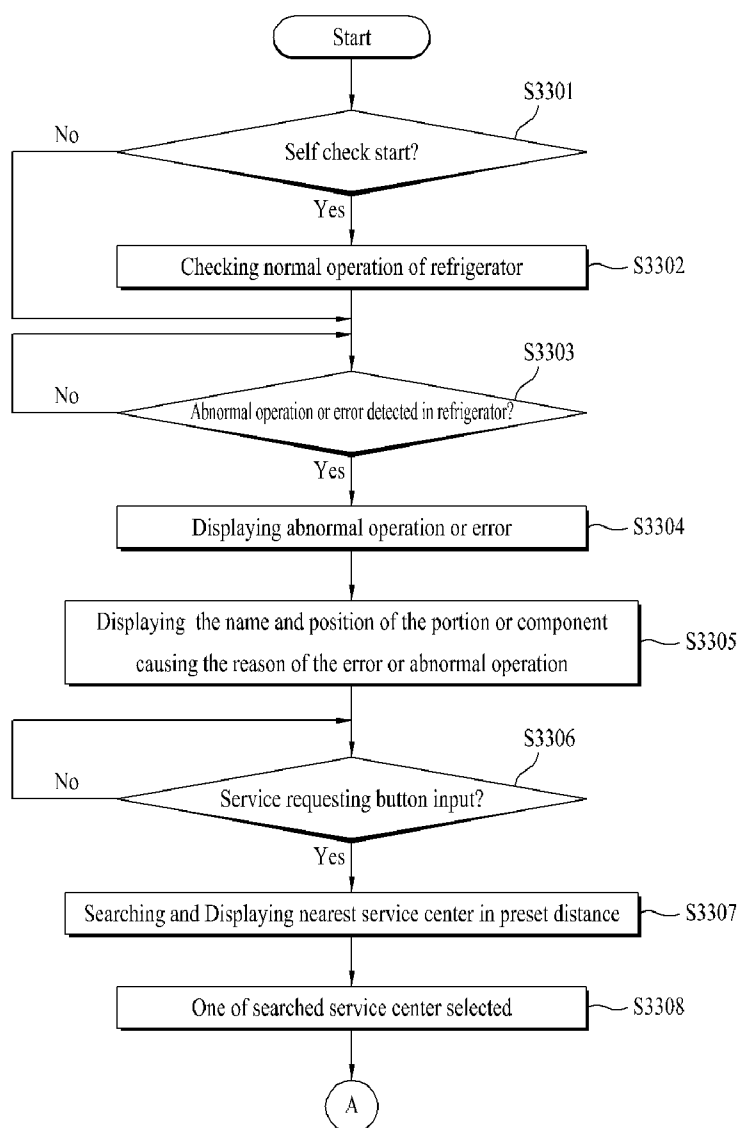 Start
S3301
No
Self check start?
Yes
Checking normal operation of refrigerator
S3302
S3303
No
Abnormal operation or error detected in refrigerator?
Yes
Displaying abnormal operation or error
S3304
Displaying the name and position of the portion or component
causing the reason of the error or abnormal operation
S3305
S3306
No
Service requesting button input?
Yes
Searching and Displaying nearest service center in preset distance
S3307
One of searched service center selected
S3308
A